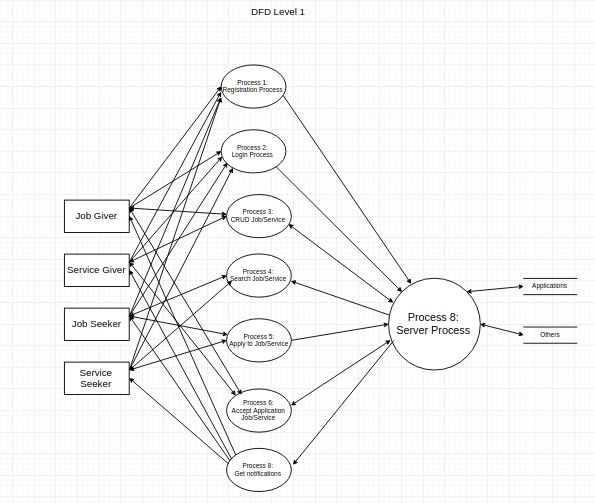 DFD Level 1
Process 1:
Registration Process
Process 2:
Login Process
Job Giver
Process 3:
CRUD Job/Service
Service Giver
Process 4:
Search Job/Service
Applications
Job Seeker
Process 8:
Server Process
Process 5:
Apply to Job/Service
Others
Service
Seeker
Process 6:
Accept Application
Job/Service
Process 8:
Get notifications